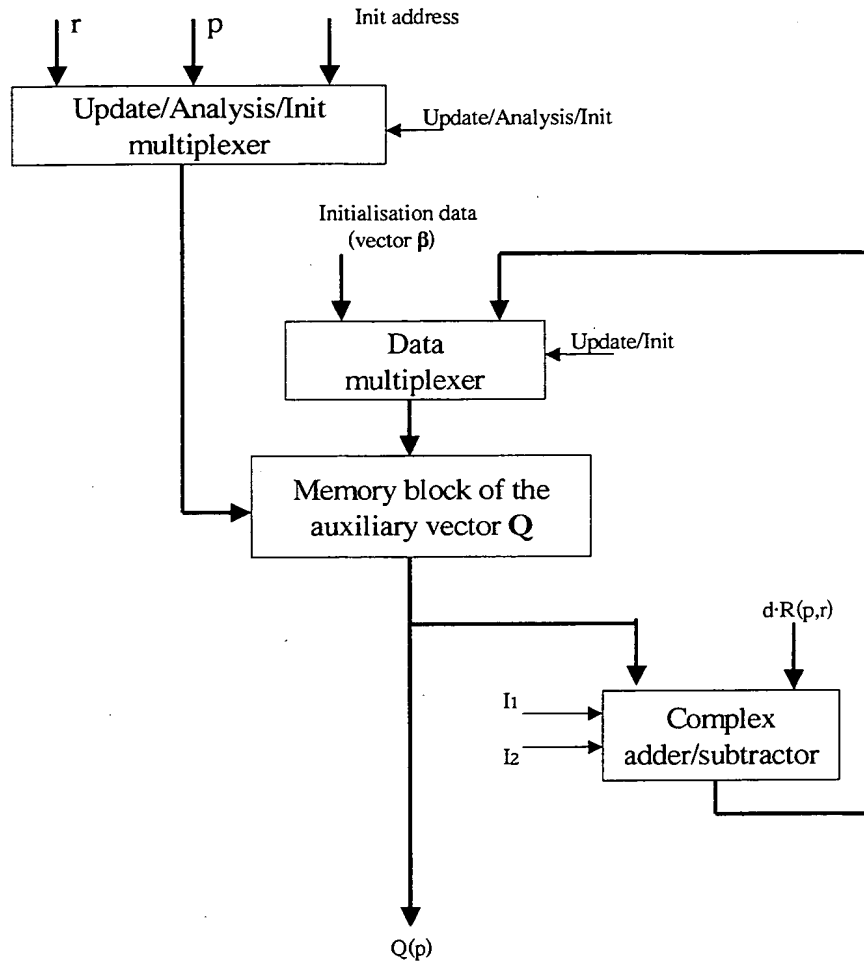 r
p
Init address
Update/Analysis/Init
multiplexer
Update/Analysis/Init
Initialisation data
(vector β)
Data
multiplexer
Update/Init
Memory block of the
auxiliary vector Q
d·R(p,r)
I1
I2
Complex
adder/subtractor
Q(p)